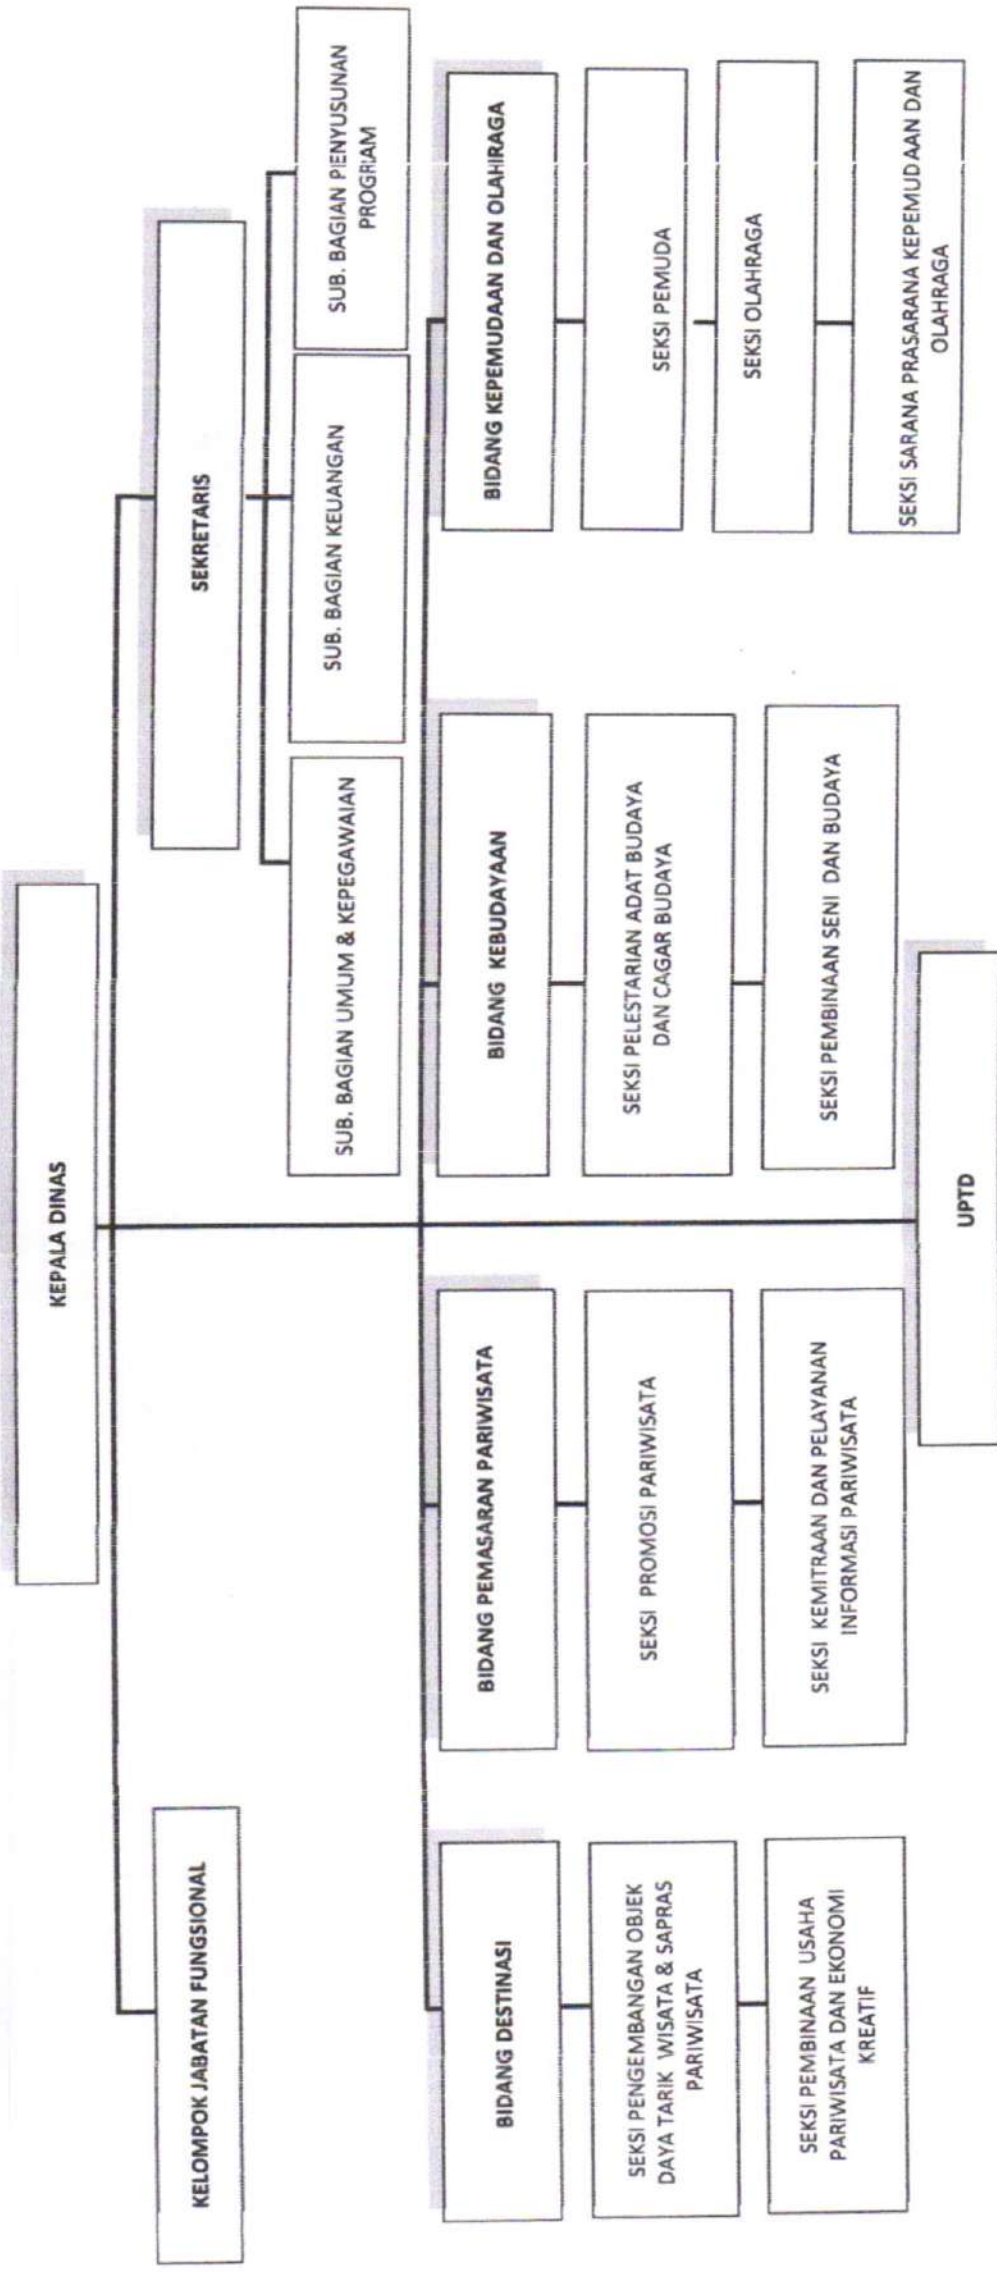 KEPALA DINAS
KELOMPOK JABATAN FUNGSIONAL
SEKRETARIS
SUB. BAGIAN UMUM & KEPEGAWAIAN
SUB. BAGIAN KEUANGAN
SUB. BAGIAN PENYUSUNAN
PROGRAM
BIDANG DESTINASI
SEKSI PENGEMBANGAN OBJEK
DAYA TARIK WISATA & SAPRAS
PARIWISATA
SEKSI PEMBINAAN USAHA
PARIWISATA DAN EKONOMI
KREATIF
BIDANG PEMASARAN PARIWISATA
SEKSI PROMOSI PARIWISATA
SEKSI KEMITRAAN DAN PELAYANAN
INFORMASI PARIWISATA
BIDANG KEBUDAYAAN
SEKSI PELESTARIAN ADAT BUDAYA
DAN CAGAR BUDAYA
SEKSI PEMBINAAN SENI DAN BUDAYA
BIDANG KEPEMUDAAN DAN OLAHRAGA
SEKSI PEMUDA
SEKSI OLAHRAGA
SEKSI SARANA PRASARANA KEPEMUDAAN DAN
OLAHRAGA
UPTD